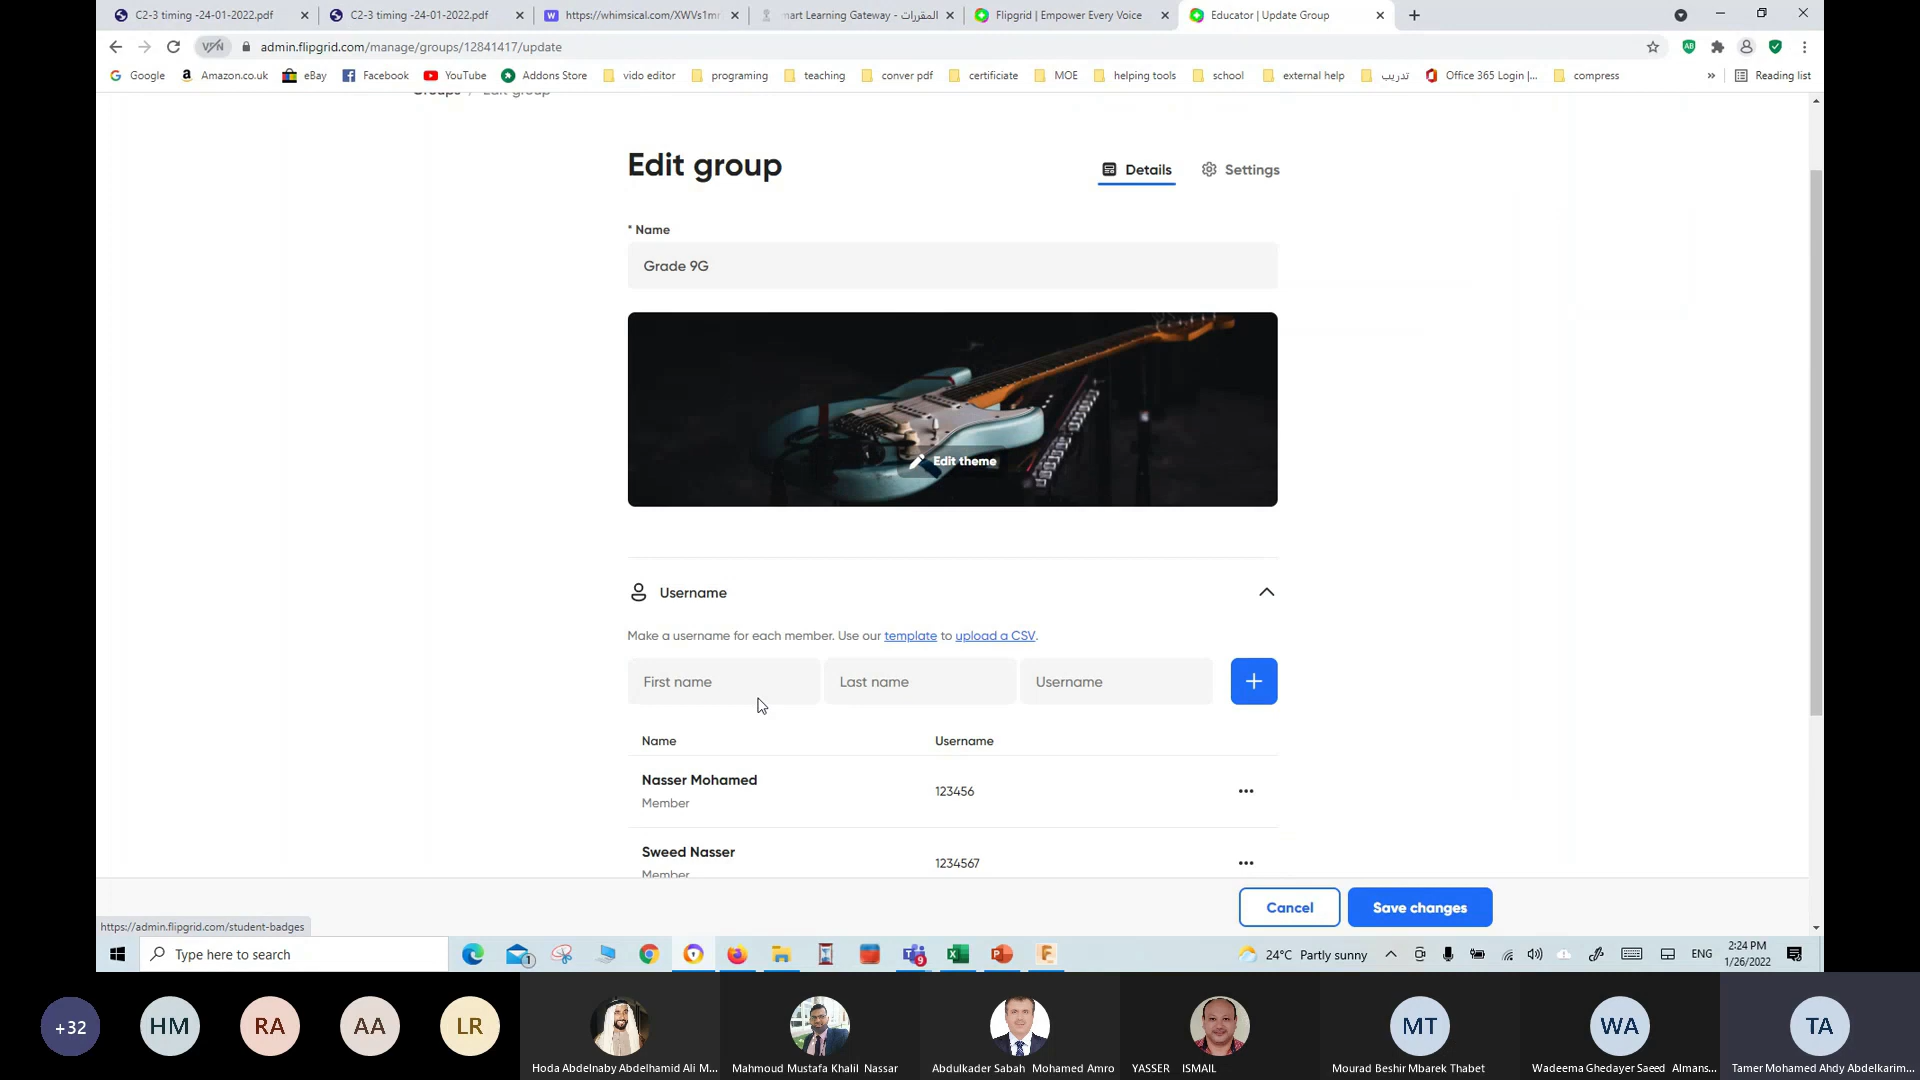 C2-3 timing -24-01-2022.pdf
C2-3 timing -24-01-2022.pdf
https://whimsical.com/XWVs1m
mart Learning Gateway - المقررات
Flipgrid | Empower Every Voice
Educator | Update Group
VPN
admin.flipgrid.com/manage/groups/12841417/update
Google
Amazon.co.uk
eBay
Facebook
YouTube
Addons Store
vido editor
programing
teaching
conver pdf
certificiate
MOE
helping tools
school
external help
تدريب
Office 365 Login |...
compress
»
Reading list
Groups / Edit group
Edit group
Details
Settings
* Name
Grade 9G
Edit theme
Username
Make a username for each member. Use our template to upload a CSV.
First name
Last name
Username
+
Name
Username
Nasser Mohamed
Member
123456
Sweed Nasser
Member
1234567
Cancel
Save changes
https://admin.flipgrid.com/student-badges
Type here to search
1
9
24°C Partly sunny
ENG
2:24 PM
1/26/2022
+32
HM
RA
AA
LR
Hoda Abdelnaby Abdelhamid Ali M...
Mahmoud Mustafa Khalil Nassar
Abdulkader Sabah Mohamed Amro
YASSER ISMAIL
MT
Mourad Beshir Mbarek Thabet
WA
Wadeema Ghedayer Saeed Almans...
TA
Tamer Mohamed Ahdy Abdelkarim...